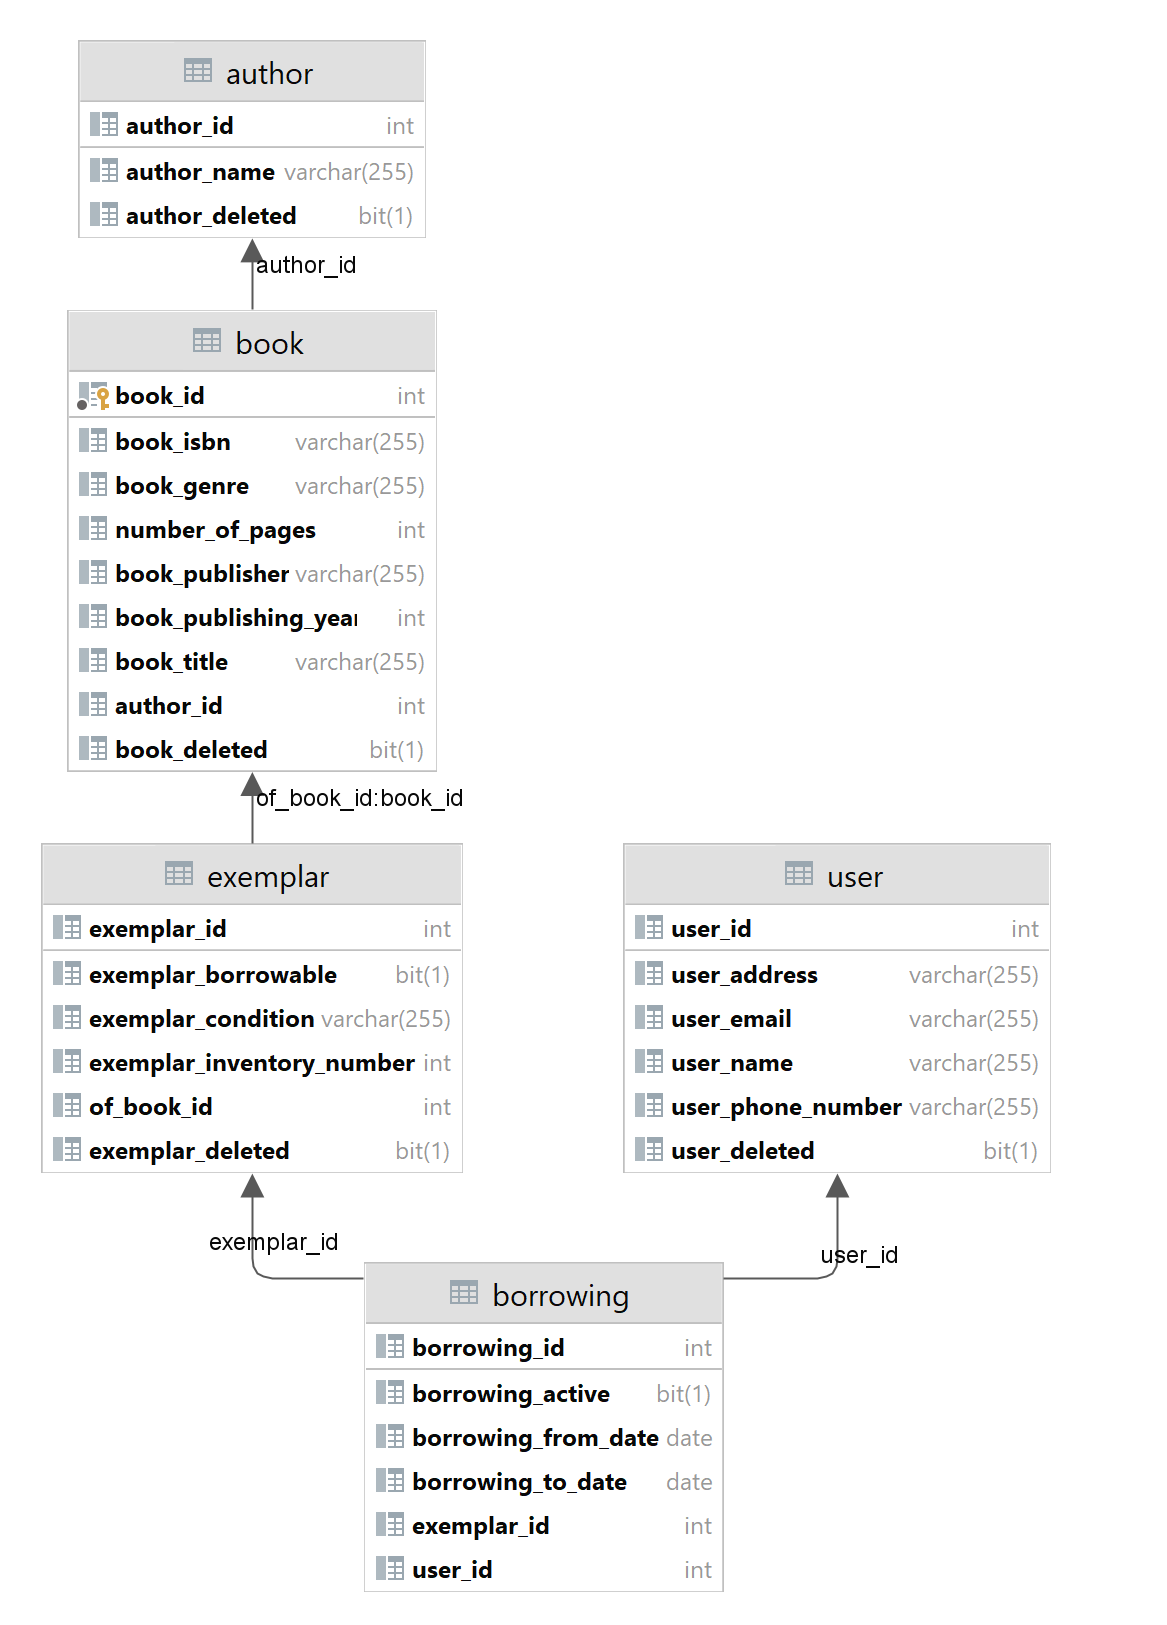 author
author_id int
author_name varchar(255)
author_deleted bit(1)
author_id
book
book_id int
book_isbn varchar(255)
book_genre varchar(255)
number_of_pages int
book_publisher varchar(255)
book_publishing_year int
book_title varchar(255)
author_id int
book_deleted bit(1)
of_book_id:book_id
exemplar
exemplar_id int
exemplar_borrowable bit(1)
exemplar_condition varchar(255)
exemplar_inventory_number int
of_book_id int
exemplar_deleted bit(1)
user
user_id int
user_address varchar(255)
user_email varchar(255)
user_name varchar(255)
user_phone_number varchar(255)
user_deleted bit(1)
exemplar_id
user_id
borrowing
borrowing_id int
borrowing_active bit(1)
borrowing_from_date date
borrowing_to_date date
exemplar_id int
user_id int